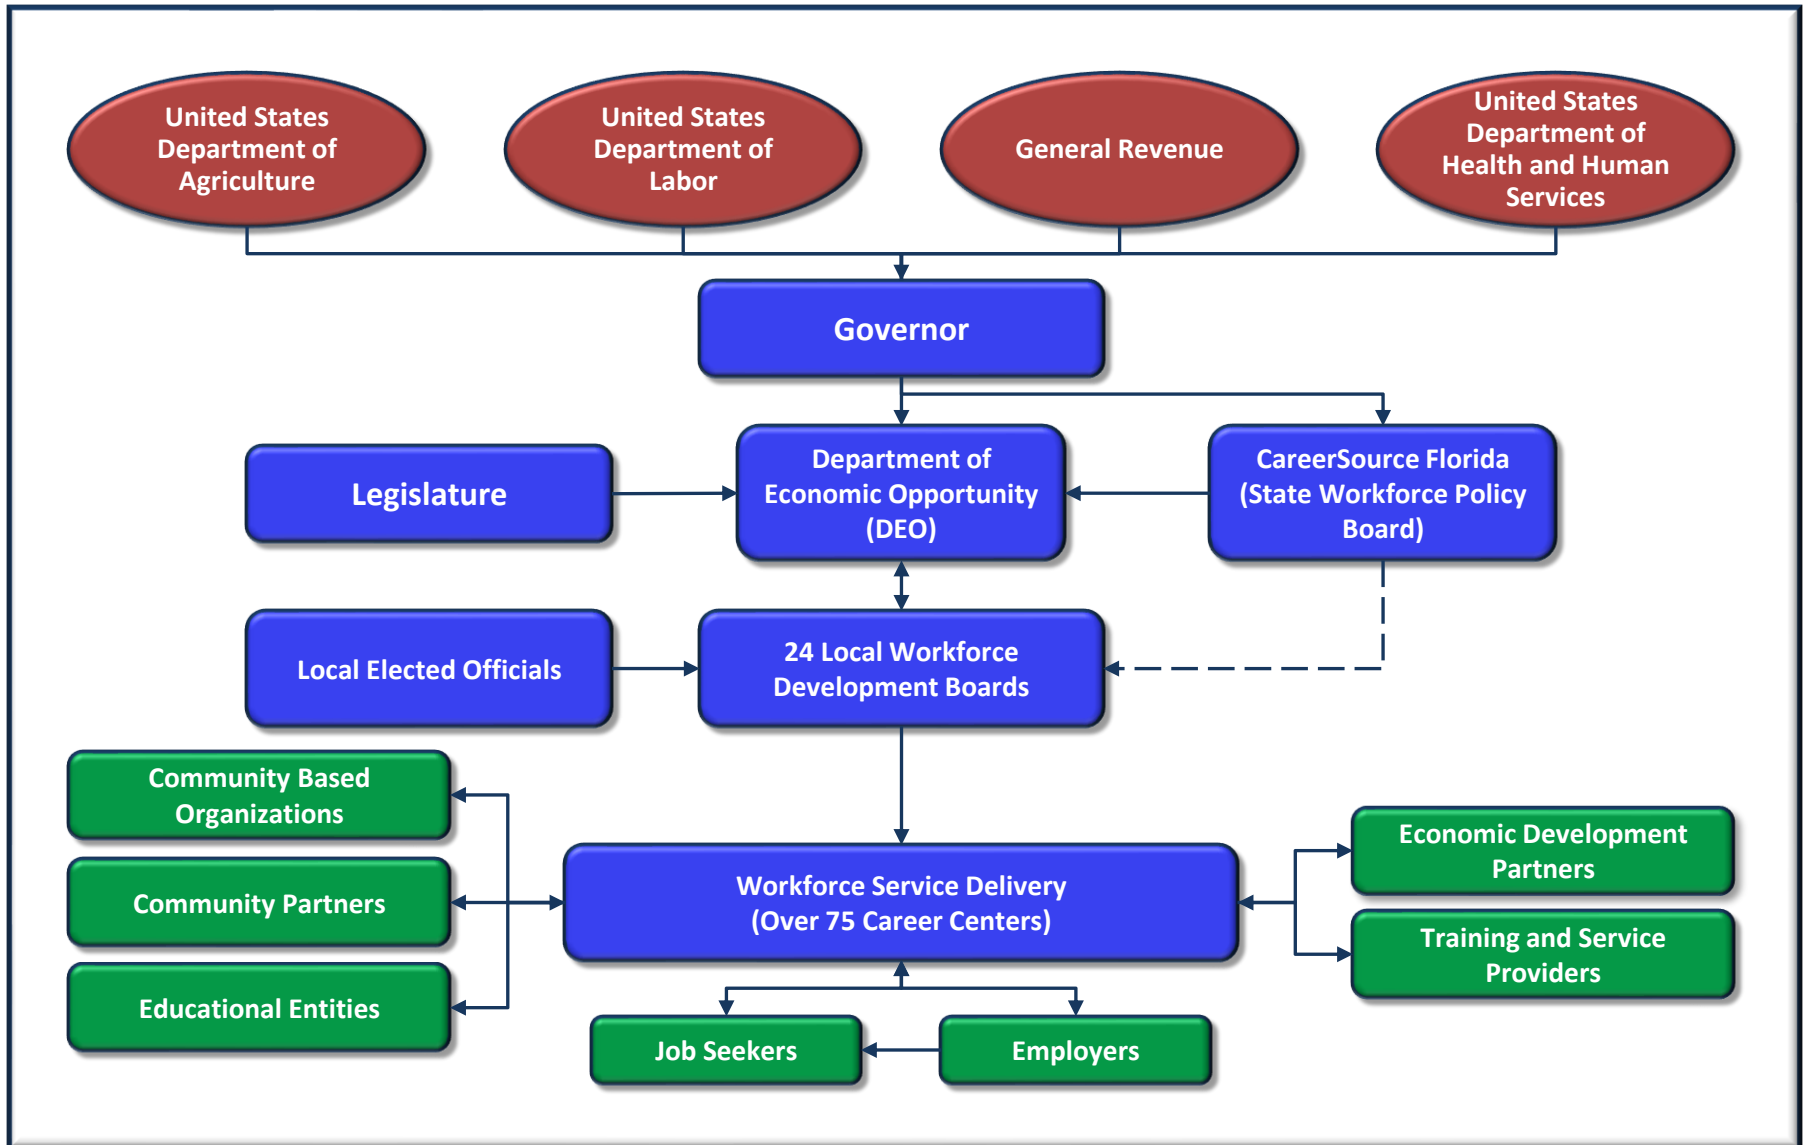 United States
Department of
Agriculture
United States
Department of
Labor
General Revenue
United States
Department of
Health and Human
Services
Governor
Legislature
Department of
Economic Opportunity
(DEO)
CareerSource Florida
(State Workforce Policy
Board)
Local Elected Officials
24 Local Workforce
Development Boards
Community Based
Organizations
Community Partners
Educational Entities
Workforce Service Delivery
(Over 75 Career Centers)
Economic Development
Partners
Training and Service
Providers
Job Seekers
Employers